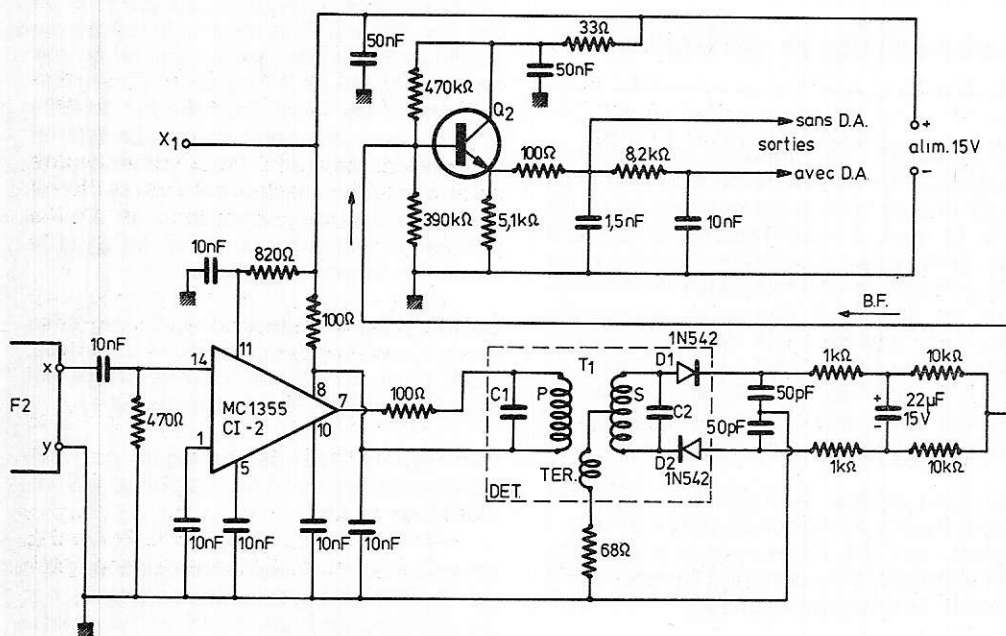 33Ω
50nF
50nF
470kΩ
Q2
X1
100Ω
8,2kΩ
sans D.A.
sorties
avec D.A.
+
alim. 15V
-
390kΩ
5,1kΩ
1,5nF
10nF
10nF
820Ω
100Ω
B.F.
1N542
10nF
14
11
8
7
MC1355
CI-2
10
1
5
100Ω
T1
D1
C1
P
S
C2
D2
1N542
TER.
DET.
50pF
50pF
1kΩ
10kΩ
+
22µF
15V
-
1kΩ
10kΩ
F2
x
y
470Ω
10nF
10nF
10nF
10nF
68Ω